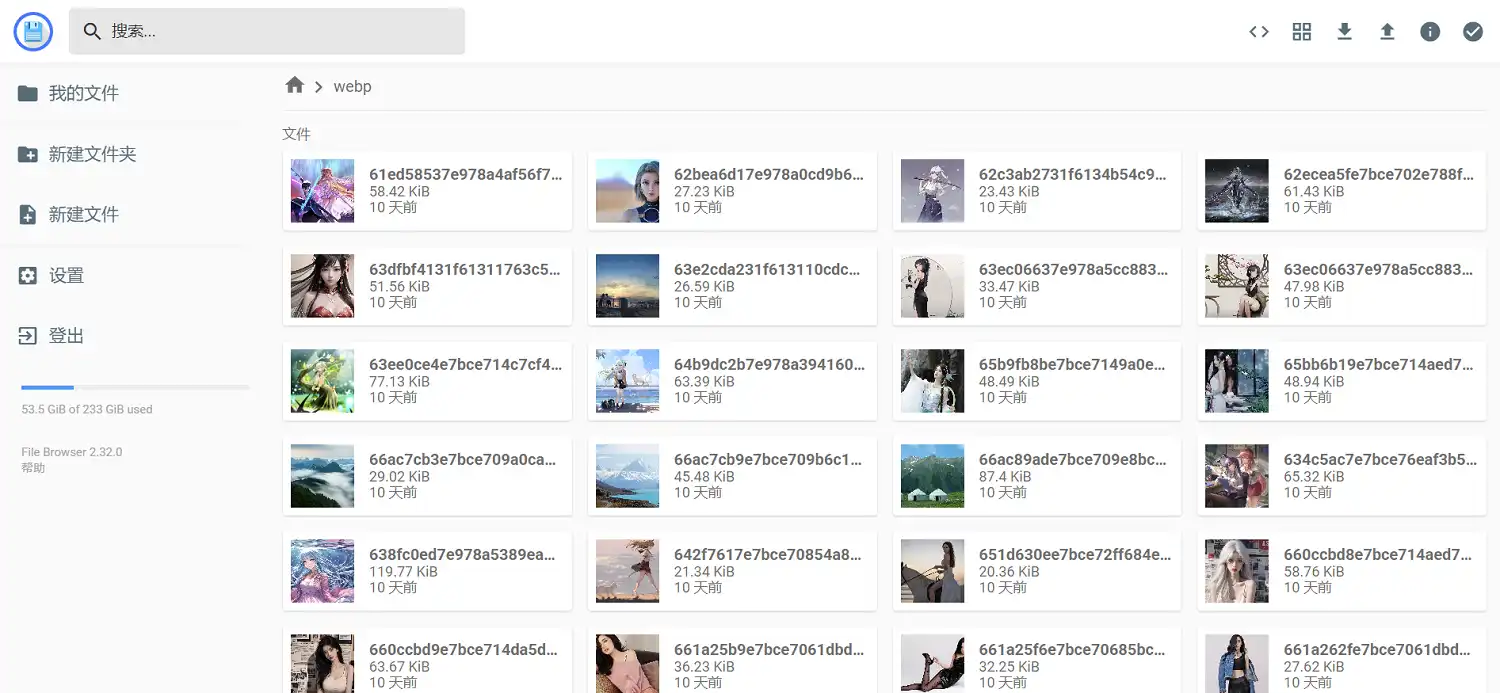 搜索...
我的文件
新建文件夹
新建文件
设置
登出
53.5 GiB of 233 GiB used
File Browser 2.32.0
帮助
webp
文件
61ed58537e978a4af56f7...
58.42 KiB
10 天前
62bea6d17e978a0cd9b6...
27.23 KiB
10 天前
62c3ab2731f6134b54c9...
23.43 KiB
10 天前
62ecea5fe7bce702e788f...
61.43 KiB
10 天前
63dfbf4131f61311763c5...
51.56 KiB
10 天前
63e2cda231f613110cdc...
26.59 KiB
10 天前
63ec06637e978a5cc883...
33.47 KiB
10 天前
63ec06637e978a5cc883...
47.98 KiB
10 天前
63ee0ce4e7bce714c7cf4...
77.13 KiB
10 天前
64b9dc2b7e978a394160...
63.39 KiB
10 天前
65b9fb8be7bce7149a0e...
48.49 KiB
10 天前
65bb6b19e7bce714aed7...
48.94 KiB
10 天前
66ac7cb3e7bce709a0ca...
29.02 KiB
10 天前
66ac7cb9e7bce709b6c1...
45.48 KiB
10 天前
66ac89ade7bce709e8bc...
87.4 KiB
10 天前
634c5ac7e7bce76eaf3b5...
65.32 KiB
10 天前
638fc0ed7e978a5389ea...
119.77 KiB
10 天前
642f7617e7bce70854a8...
21.34 KiB
10 天前
651d630ee7bce72ff684e...
20.36 KiB
10 天前
660ccbd8e7bce714aed7...
58.76 KiB
10 天前
660ccbd9e7bce714da5d...
63.67 KiB
10 天前
661a25b9e7bce7061dbd...
36.23 KiB
10 天前
661a25f6e7bce70685bc...
32.25 KiB
10 天前
661a262fe7bce7061dbd...
27.62 KiB
10 天前